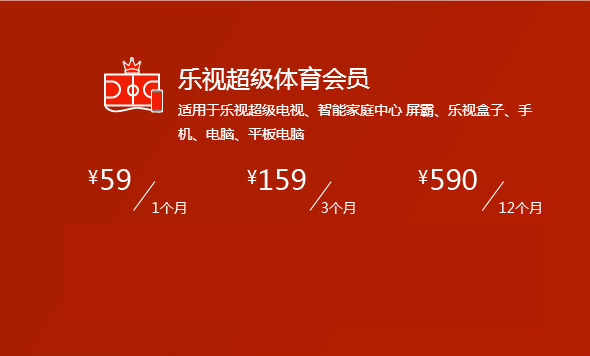 乐视超级体育会员
适用于乐视超级电视、智能家庭中心 屏霸、乐视盒子、手
机、电脑、平板电脑
¥59/1个月 ¥159/3个月 ¥590/12个月